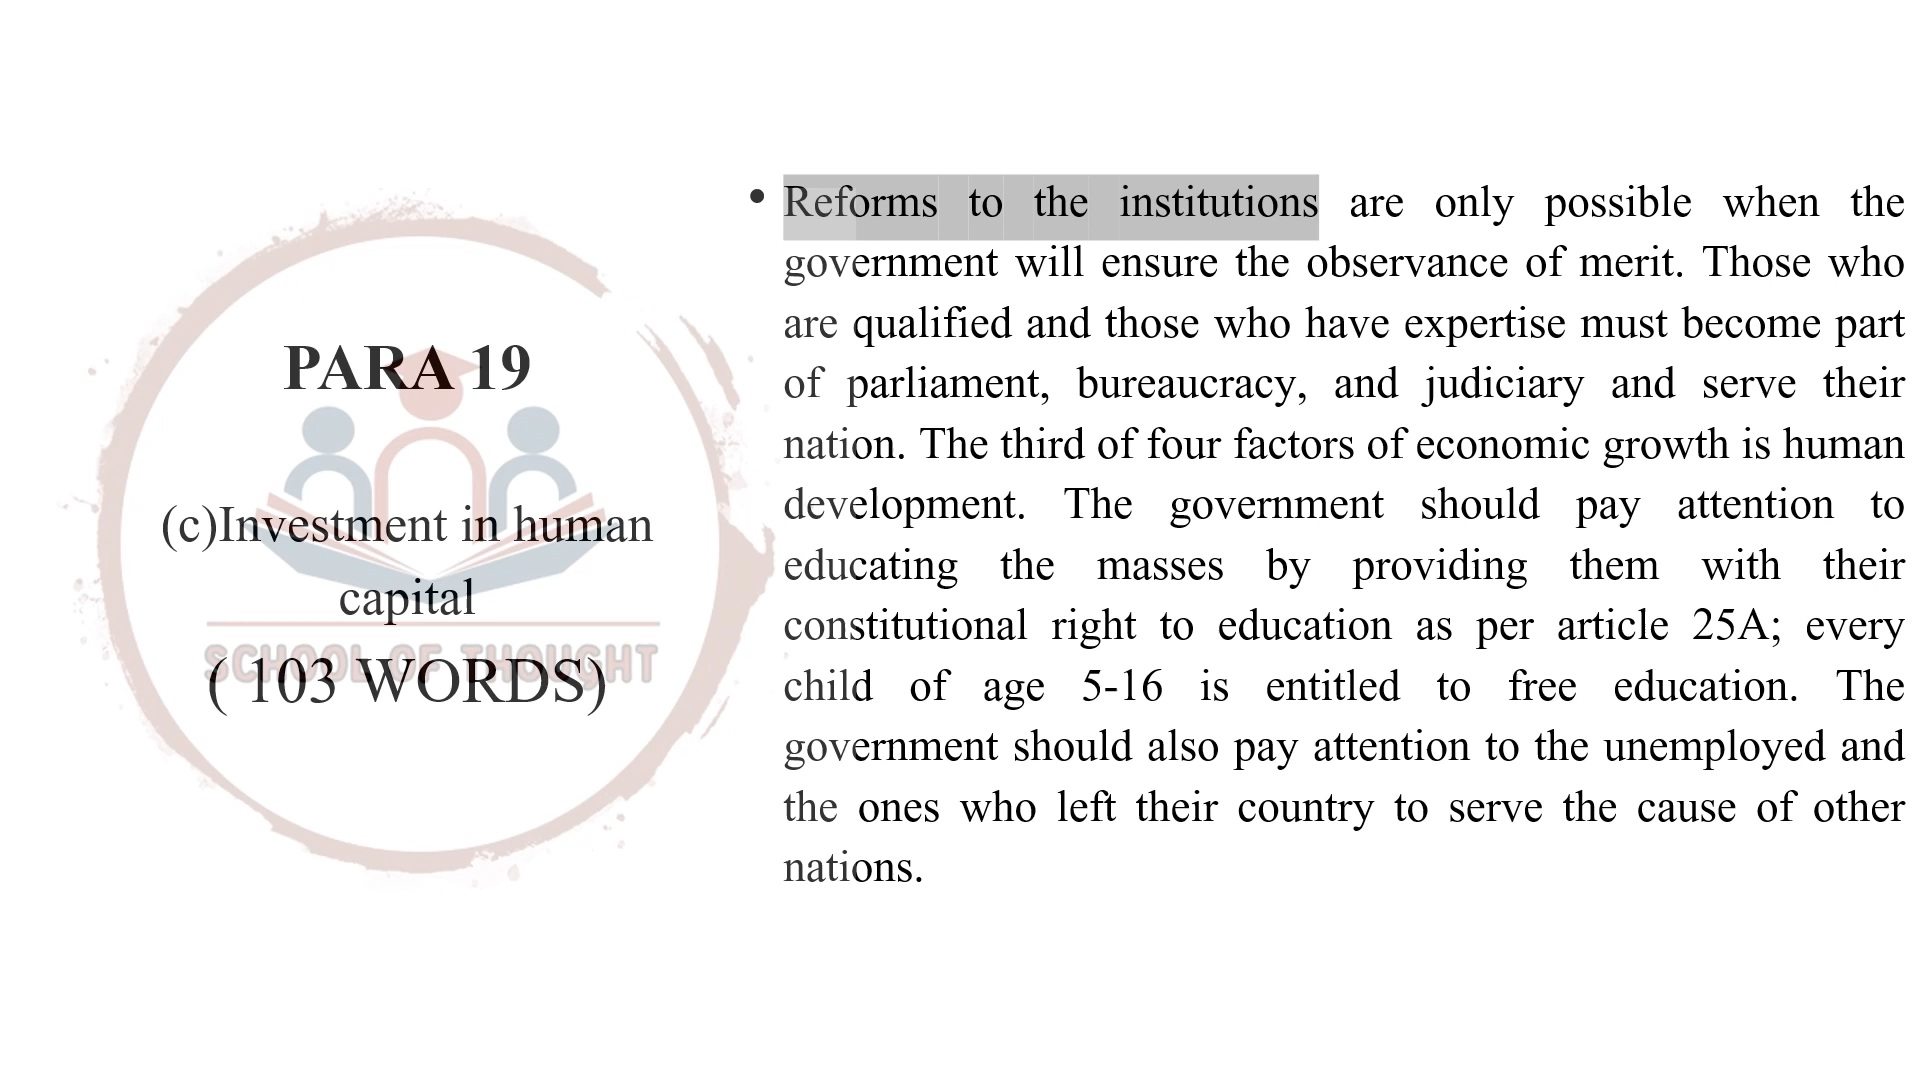 PARA 19
(c)Investment in human
capital
SCHOOL OF THOUGHT
( 103 WORDS)
• Reforms to the institutions are only possible when the
government will ensure the observance of merit. Those who
are qualified and those who have expertise must become part
of parliament, bureaucracy, and judiciary and serve their
nation. The third of four factors of economic growth is human
development. The government should pay attention to
educating the masses by providing them with their
constitutional right to education as per article 25A; every
child of age 5-16 is entitled to free education. The
government should also pay attention to the unemployed and
the ones who left their country to serve the cause of other
nations.